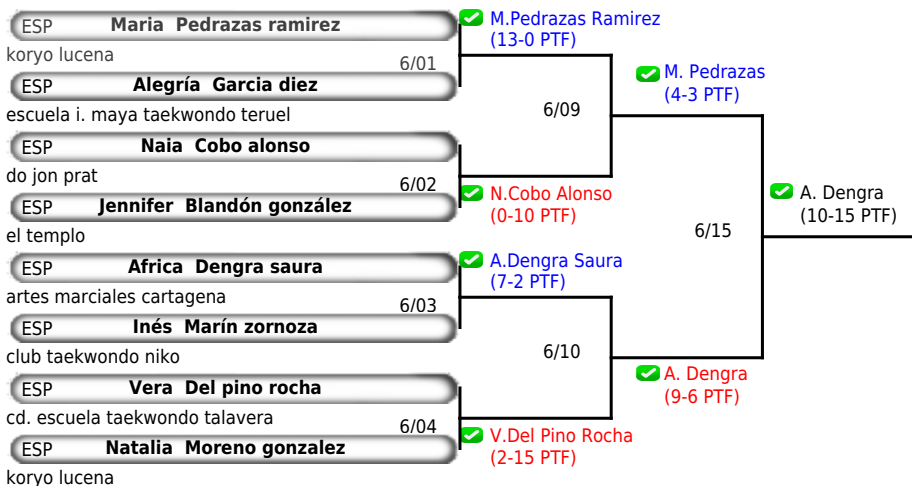 ESP Maria Pedrazas ramirez
koryo lucena
6/01
ESP Alegría Garcia diez
escuela i. maya taekwondo teruel
ESP Naia Cobo alonso
do jon prat
6/02
ESP Jennifer Blandón gonzález
el templo
ESP Africa Dengra saura
artes marciales cartagena
6/03
ESP Inés Marín zornoza
club taekwondo niko
ESP Vera Del pino rocha
cd. escuela taekwondo talavera
6/04
ESP Natalia Moreno gonzalez
koryo lucena
M.Pedrazas Ramirez
(13-0 PTF)
6/09
N.Cobo Alonso
(0-10 PTF)
A.Dengra Saura
(7-2 PTF)
6/10
V.Del Pino Rocha
(2-15 PTF)
M. Pedrazas
(4-3 PTF)
6/15
A. Dengra
(9-6 PTF)
A. Dengra
(10-15 PTF)